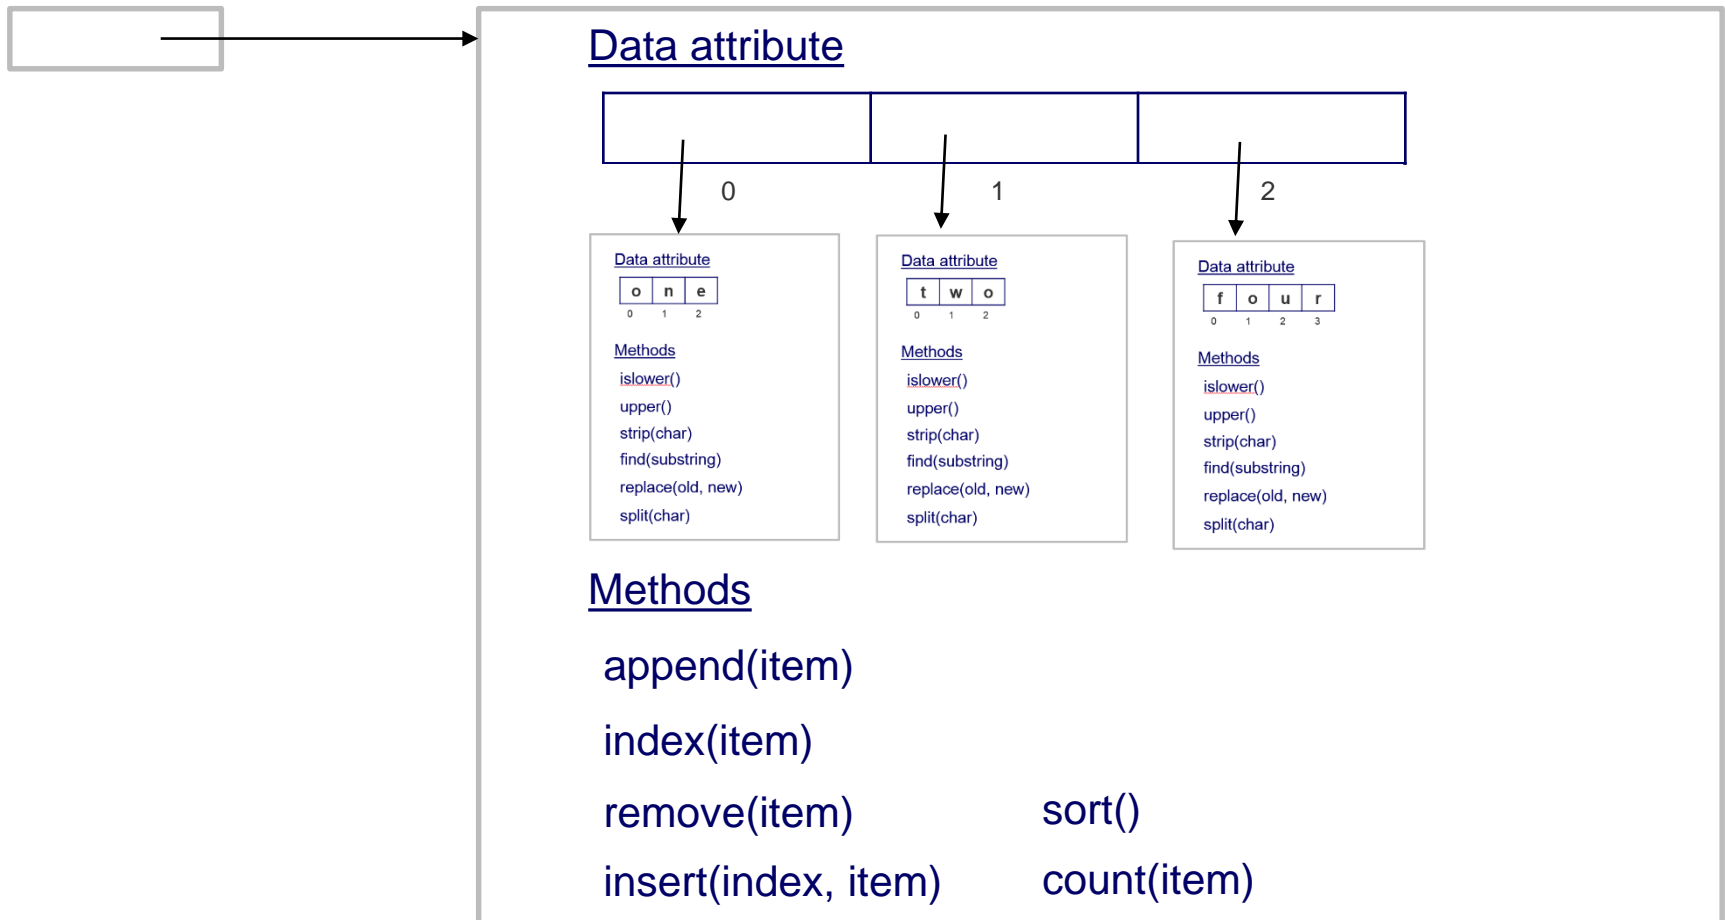 Data attribute
0 1 2
Data attribute
o n e
0 1 2
Methods
islower()
upper()
strip(char)
find(substring)
replace(old, new)
split(char)
Data attribute
t w o
0 1 2
Methods
islower()
upper()
strip(char)
find(substring)
replace(old, new)
split(char)
Data attribute
f o u r
0 1 2 3
Methods
islower()
upper()
strip(char)
find(substring)
replace(old, new)
split(char)
Methods
append(item)
index(item)
remove(item) sort()
insert(index, item) count(item)